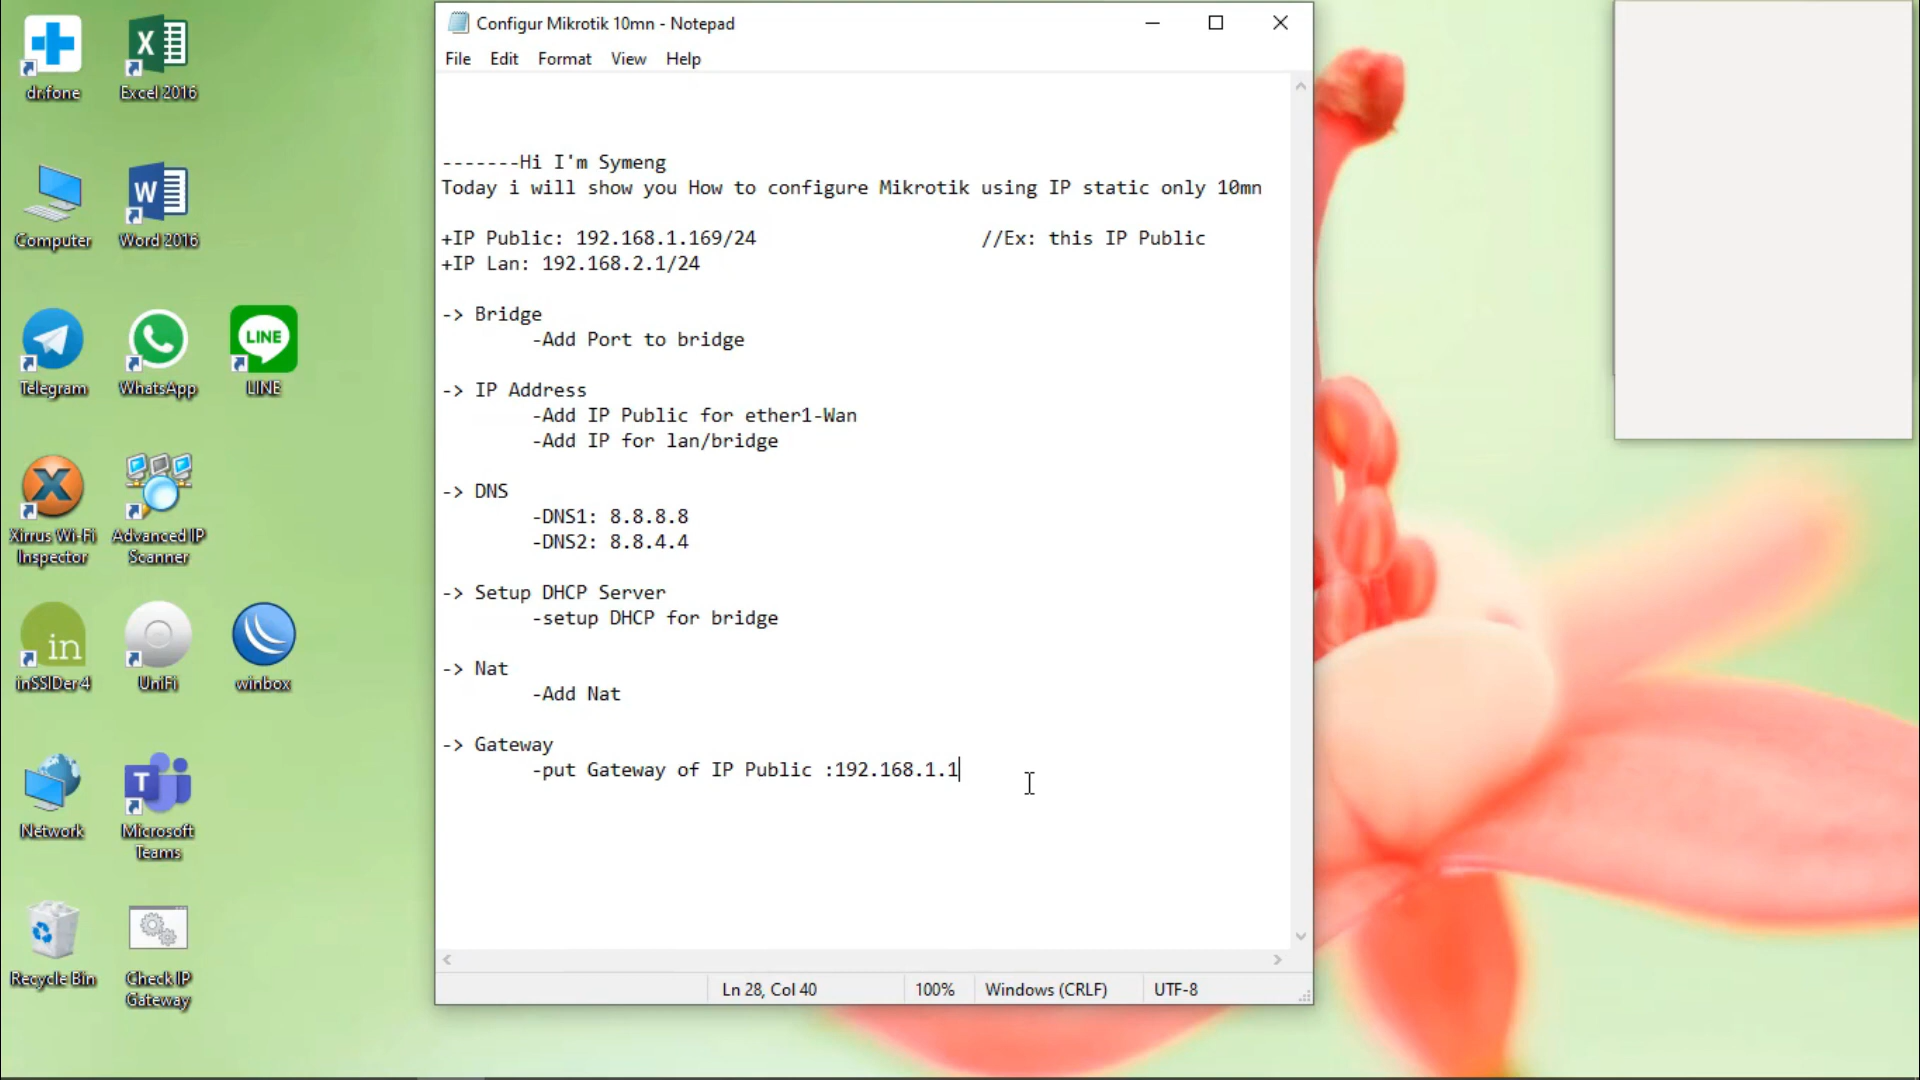 Configur Mikrotik 10mn - Notepad
File Edit Format View Help
-------Hi I'm Symeng
Today i will show you How to configure Mikrotik using IP static only 10mn
+IP Public: 192.168.1.169/24 //Ex: this IP Public
+IP Lan: 192.168.2.1/24
-> Bridge
-Add Port to bridge
-> IP Address
-Add IP Public for ether1-Wan
-Add IP for lan/bridge
-> DNS
-DNS1: 8.8.8.8
-DNS2: 8.8.4.4
-> Setup DHCP Server
-setup DHCP for bridge
-> Nat
-Add Nat
-> Gateway
-put Gateway of IP Public :192.168.1.1
Ln 28, Col 40 100% Windows (CRLF) UTF-8
dr.fone
Excel 2016
Computer
Word 2016
Telegram
WhatsApp
LINE
LINE
Xirrus Wi-Fi
Inspector
Advanced IP
Scanner
in
inSSIDer 4
UniFi
winbox
Network
Microsoft
Teams
Recycle Bin
Check IP
Gateway